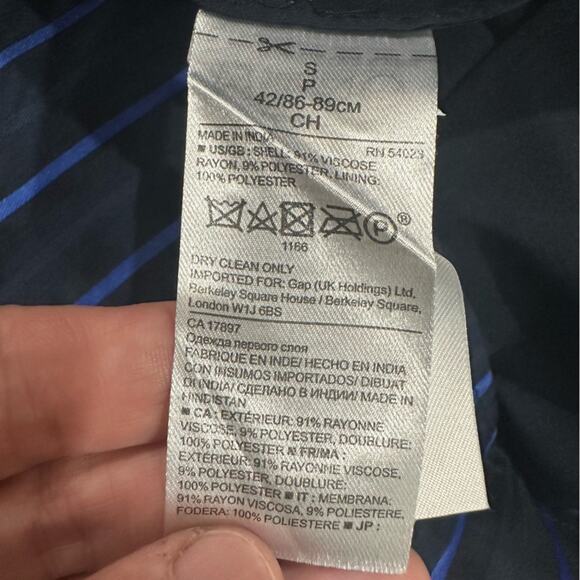 S
P
42/86-89CM
CH
MADE IN INDIA RN 54023
■ US/GB : SHELL: 91% VISCOSE
RAYON, 9% POLYESTER, LINING:
100% POLYESTER
P ®
1166
DRY CLEAN ONLY
IMPORTED FOR: Gap (UK Holdings) Ltd,
Berkeley Square House / Berkeley Square,
London W1J 6BS
CA 17897
Одежда первого слоя
FABRIQUE EN INDE/ HECHO EN INDIA
CON INSUMOS IMPORTADOS/ DIBUAT
DI INDIA/ СДЕЛАНО В ИНДИИ/ MADE IN
HINDISTAN
■ CA : EXTÉRIEUR: 91% RAYONNE
VISCOSE, 9% POLYESTER, DOUBLURE:
100% POLYESTER ■ FR/MA :
EXTÉRIEUR: 91% RAYONNE VISCOSE,
9% POLYESTER, DOUBLURE:
100% POLYESTER ■ IT : MEMBRANA:
91% RAYON VISCOSA, 9% POLIESTERE,
FODERA: 100% POLIESTERE ■ JP :